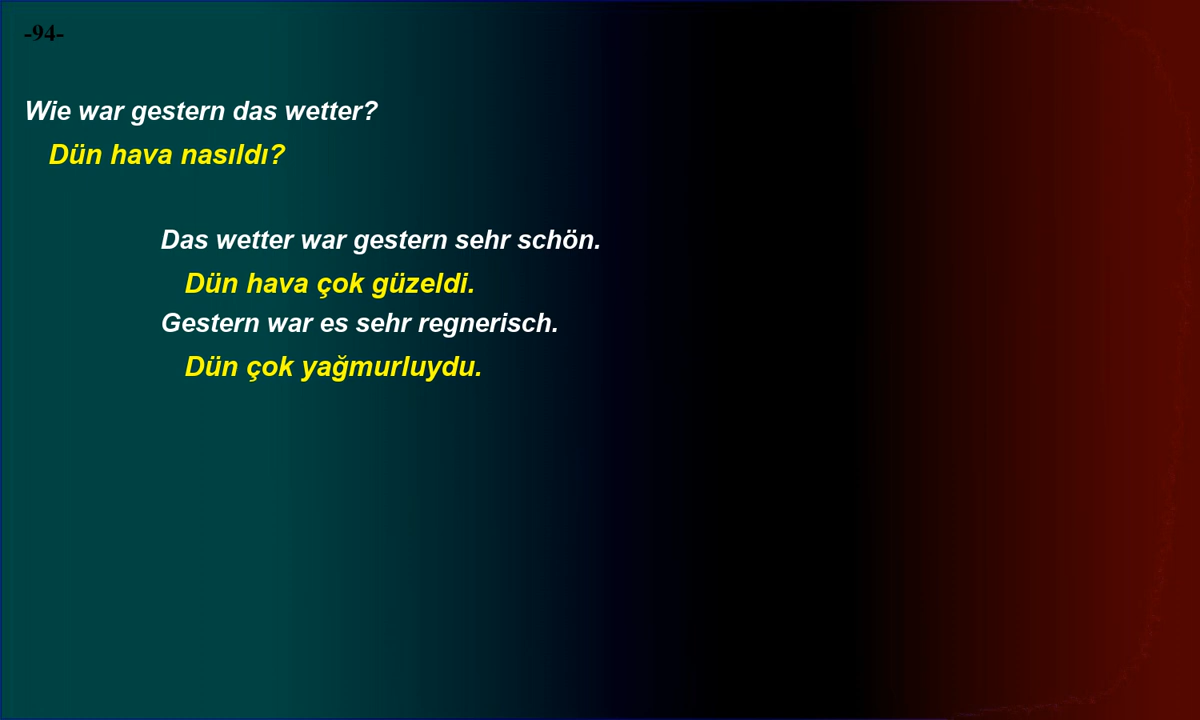 -94-
Wie war gestern das wetter?
Dün hava nasıldı?
Das wetter war gestern sehr schön.
Dün hava çok güzeldi.
Gestern war es sehr regnerisch.
Dün çok yağmurluydu.